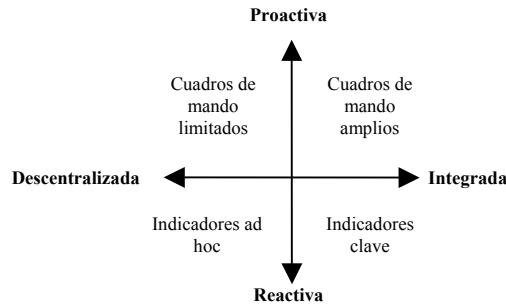 Proactiva
Cuadros de
mando
limitados
Cuadros de
mando
amplios
Descentralizada
Integrada
Indicadores ad
hoc
Indicadores
clave
Reactiva